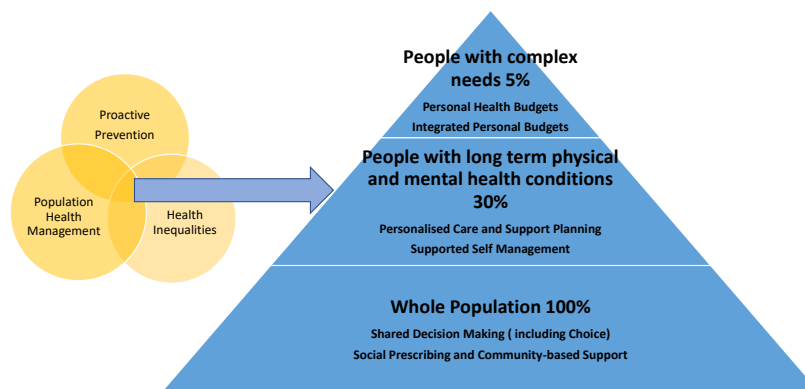 Proactive
Prevention
Population
Health
Management
Health
Inequalities
People with complex
needs 5%
Personal Health Budgets
Integrated Personal Budgets
People with long term physical
and mental health conditions
30%
Personalised Care and Support Planning
Supported Self Management
Whole Population 100%
Shared Decision Making ( including Choice)
Social Prescribing and Community-based Support